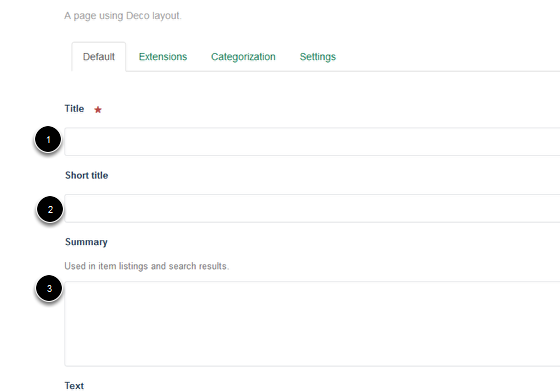 A page using Deco layout.
Default Extensions Categorization Settings
Title ★
1
Short title
2
Summary
Used in item listings and search results.
3
Text